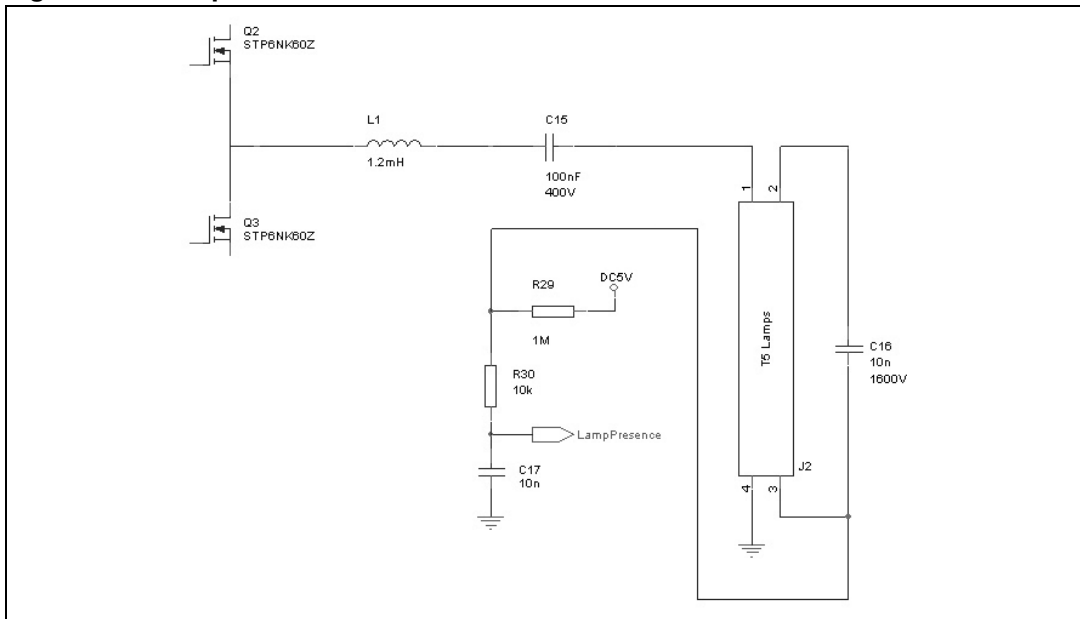 Q2
STP6NK60Z
L1
1.2mH
C15
100nF
400V
1
2
Q3
STP6NK60Z
R29
DC5V
1M
T5 Lamps
C16
10n
1600V
R30
10k
LampPresence
C17
10n
J2
4
3